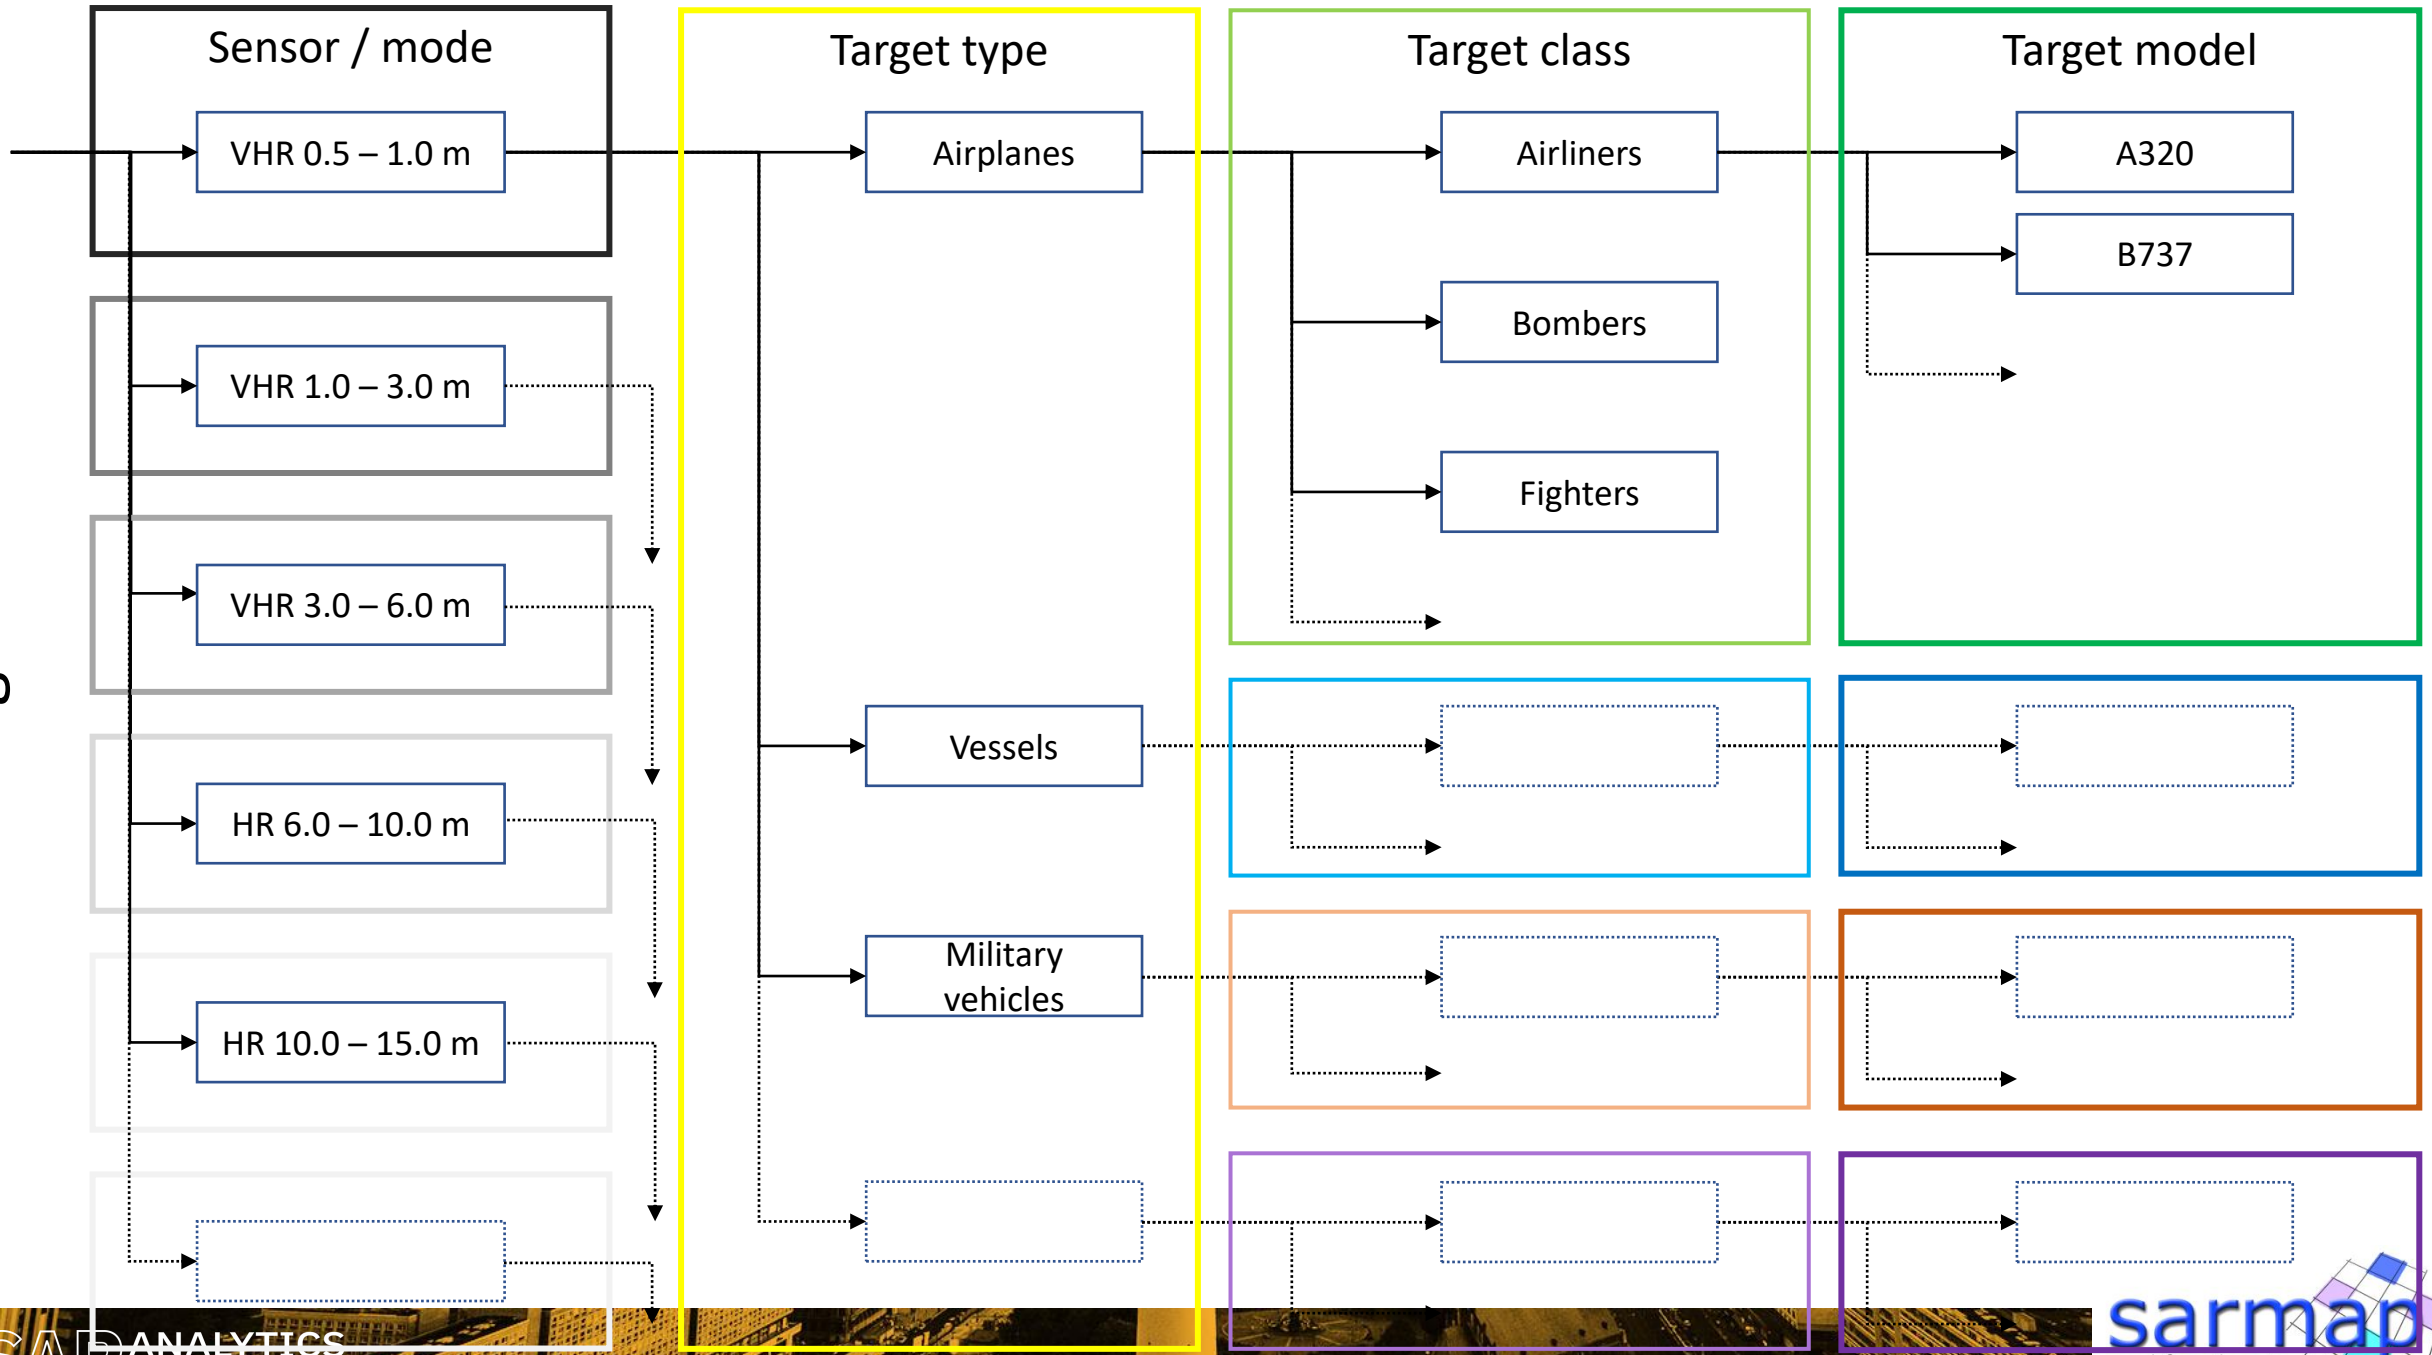 Sensor / mode
Target type
Target class
Target model
VHR 0.5 – 1.0 m
Airplanes
Airliners
A320
B737
Bombers
VHR 1.0 – 3.0 m
Fighters
VHR 3.0 – 6.0 m
Vessels
HR 6.0 – 10.0 m
Military
vehicles
HR 10.0 – 15.0 m
ANALYTICS
sarmap